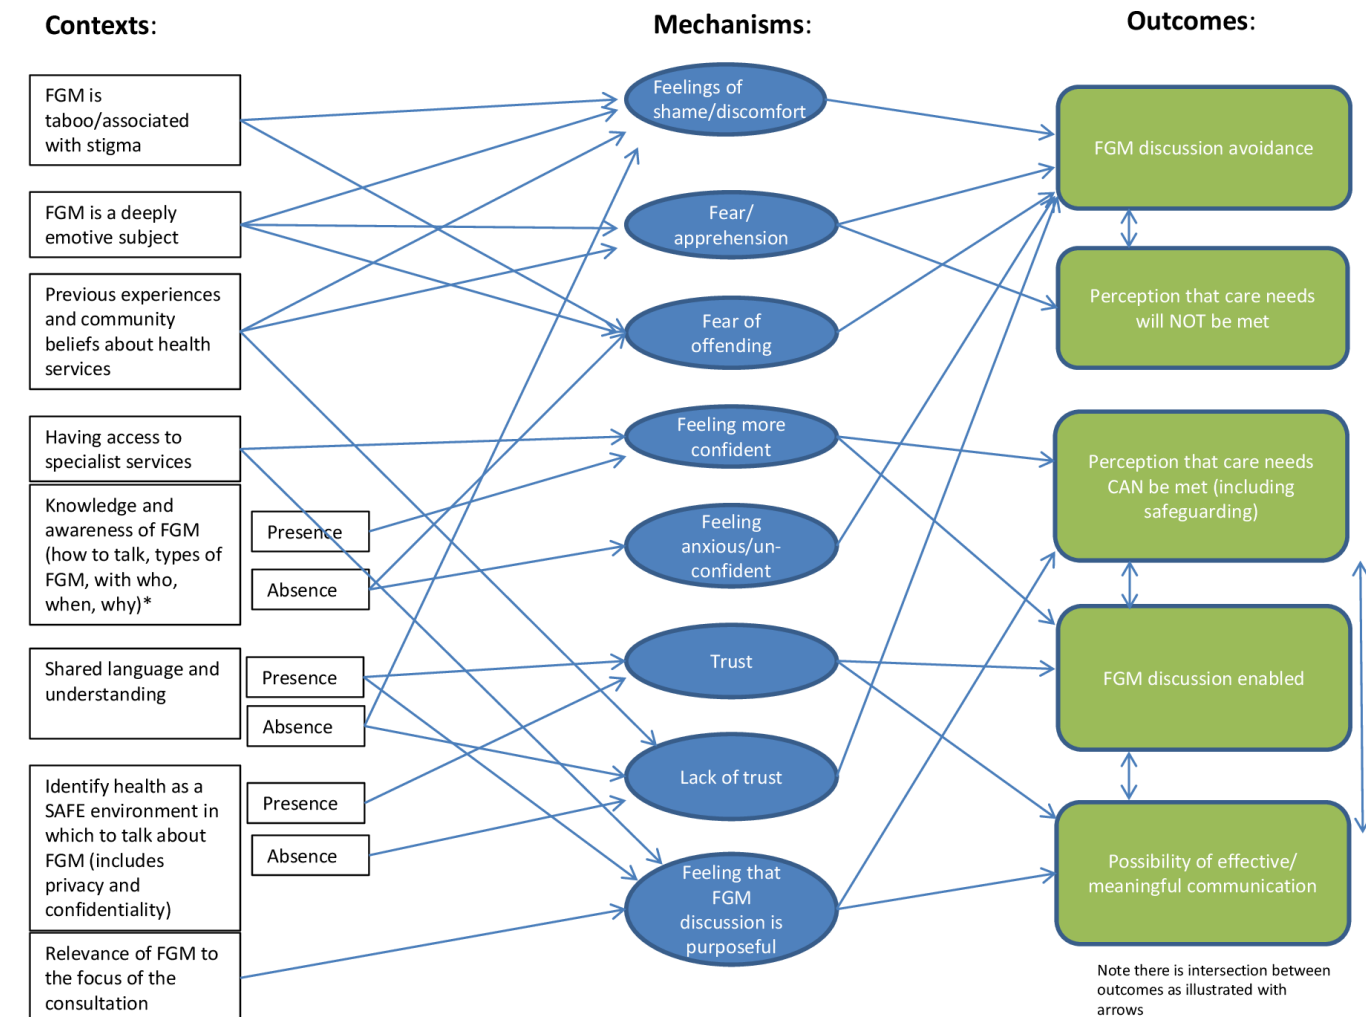 Contexts:
FGM is
taboo/associated
with stigma
FGM is a deeply
emotive subject
Previous experiences
and community
beliefs about health
services
Having access to
specialist services
Knowledge and
awareness of FGM
(how to talk, types of
FGM, with who,
when, why)*
Presence
Absence
Shared language and
understanding
Presence
Absence
Identify health as a
SAFE environment in
which to talk about
FGM (includes
privacy and
confidentiality)
Presence
Absence
Relevance of FGM to
the focus of the
consultation
Mechanisms:
Feelings of
shame/discomfort
Fear/
apprehension
Fear of
offending
Feeling more
confident
Feeling
anxious/un-
confident
Trust
Lack of trust
Feeling that
FGM
discussion is
purposeful
Outcomes:
FGM discussion avoidance
Perception that care needs
will NOT be met
Perception that care needs
CAN be met (including
safeguarding)
FGM discussion enabled
Possibility of effective/
meaningful communication
Note there is intersection between
outcomes as illustrated with
arrows